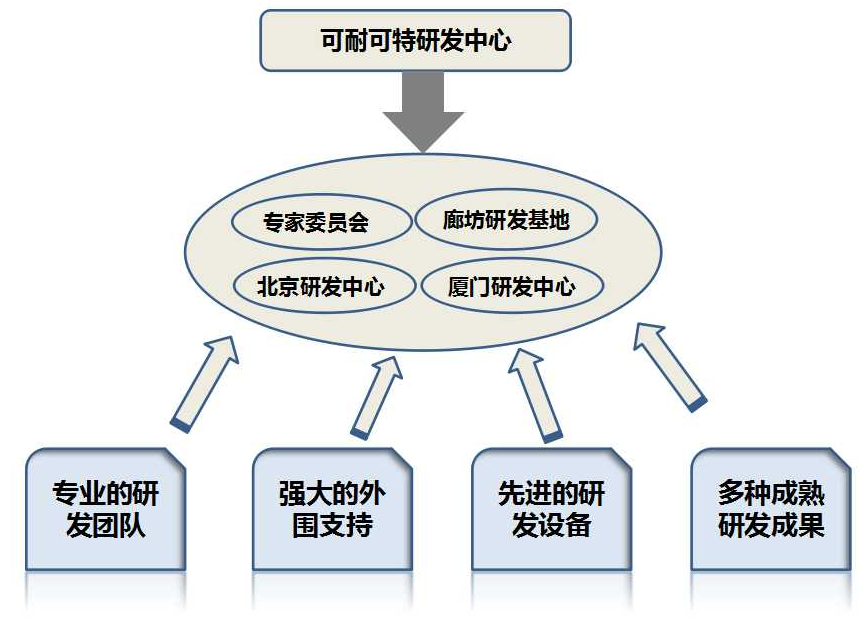 可耐可特研发中心
专家委员会
廊坊研发基地
北京研发中心
厦门研发中心
专业的研
发团队
强大的外
围支持
先进的研
发设备
多种成熟
研发成果